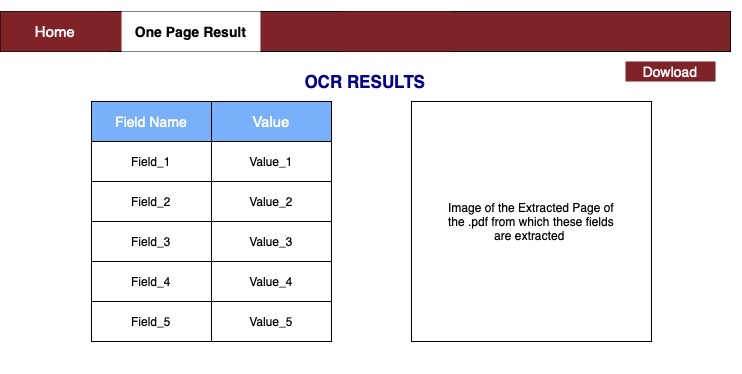 Home
One Page Result
Dowload
OCR RESULTS
Field Name Value
Field_1 Value_1
Field_2 Value_2
Field_3 Value_3
Field_4 Value_4
Field_5 Value_5
Image of the Extracted Page of
the .pdf from which these fields
are extracted